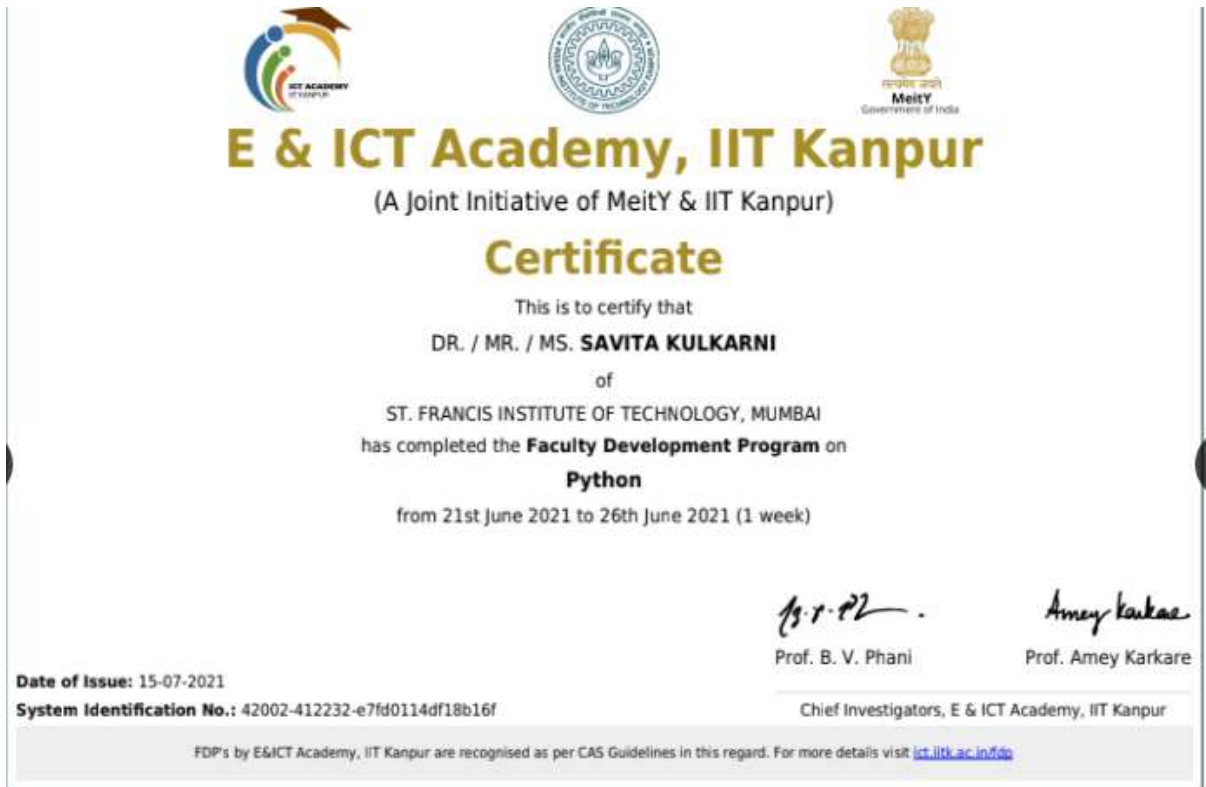 ICT ACADEMY
IIT KANPUR
सत्यमेव जयते
MeitY
Government of India
E & ICT Academy, IIT Kanpur
(A Joint Initiative of MeitY & IIT Kanpur)
Certificate
This is to certify that
DR. / MR. / MS. SAVITA KULKARNI
of
ST. FRANCIS INSTITUTE OF TECHNOLOGY, MUMBAI
has completed the Faculty Development Program on
Python
from 21st June 2021 to 26th June 2021 (1 week)
Amey Karkare
Prof. B. V. Phani
Prof. Amey Karkare
Date of Issue: 15-07-2021
System Identification No.: 42002-412232-e7fd0114df18b16f
Chief Investigators, E & ICT Academy, IIT Kanpur
FDP's by E&ICT Academy, IIT Kanpur are recognised as per CAS Guidelines in this regard. For more details visit ict.iitk.ac.in/fdp